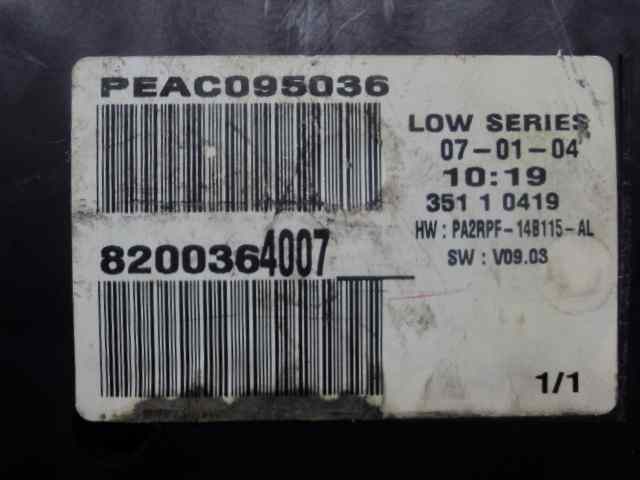 PEAC095036
LOW SERIES
07-01-04
10:19
351 1 0419
HW : PA2RPF-14B115-AL
SW : V09.03
8200364007
1/1